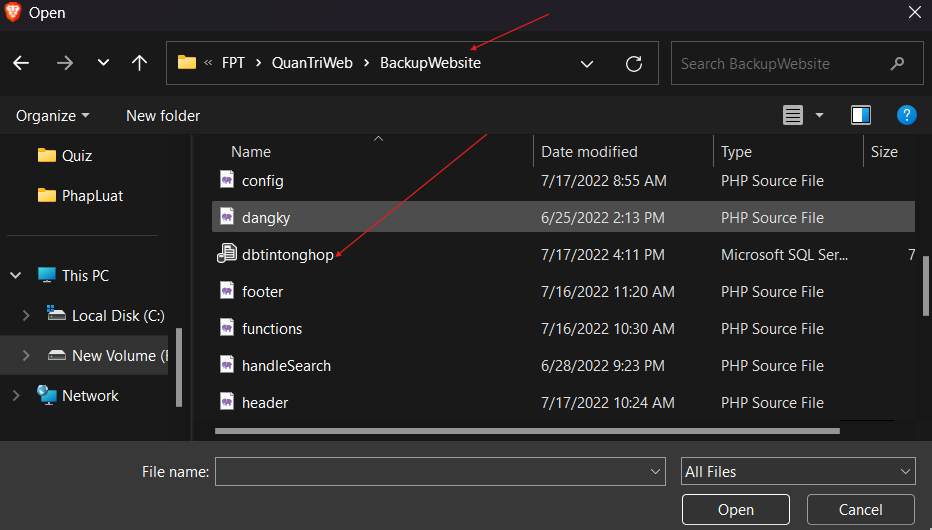 Open
FPT QuanTriWeb BackupWebsite
Search BackupWebsite
Organize New folder
Quiz
PhapLuat
This PC
Local Disk (C:)
New Volume (
Network
Name Date modified Type Size
config 7/17/2022 8:55 AM PHP Source File
dangky 6/25/2022 2:13 PM PHP Source File
dbtintonghop 7/17/2022 4:11 PM Microsoft SQL Ser... 7
footer 7/16/2022 11:20 AM PHP Source File
functions 7/16/2022 10:30 AM PHP Source File
handleSearch 6/28/2022 9:23 PM PHP Source File
header 7/17/2022 10:24 AM PHP Source File
File name: All Files
Open Cancel